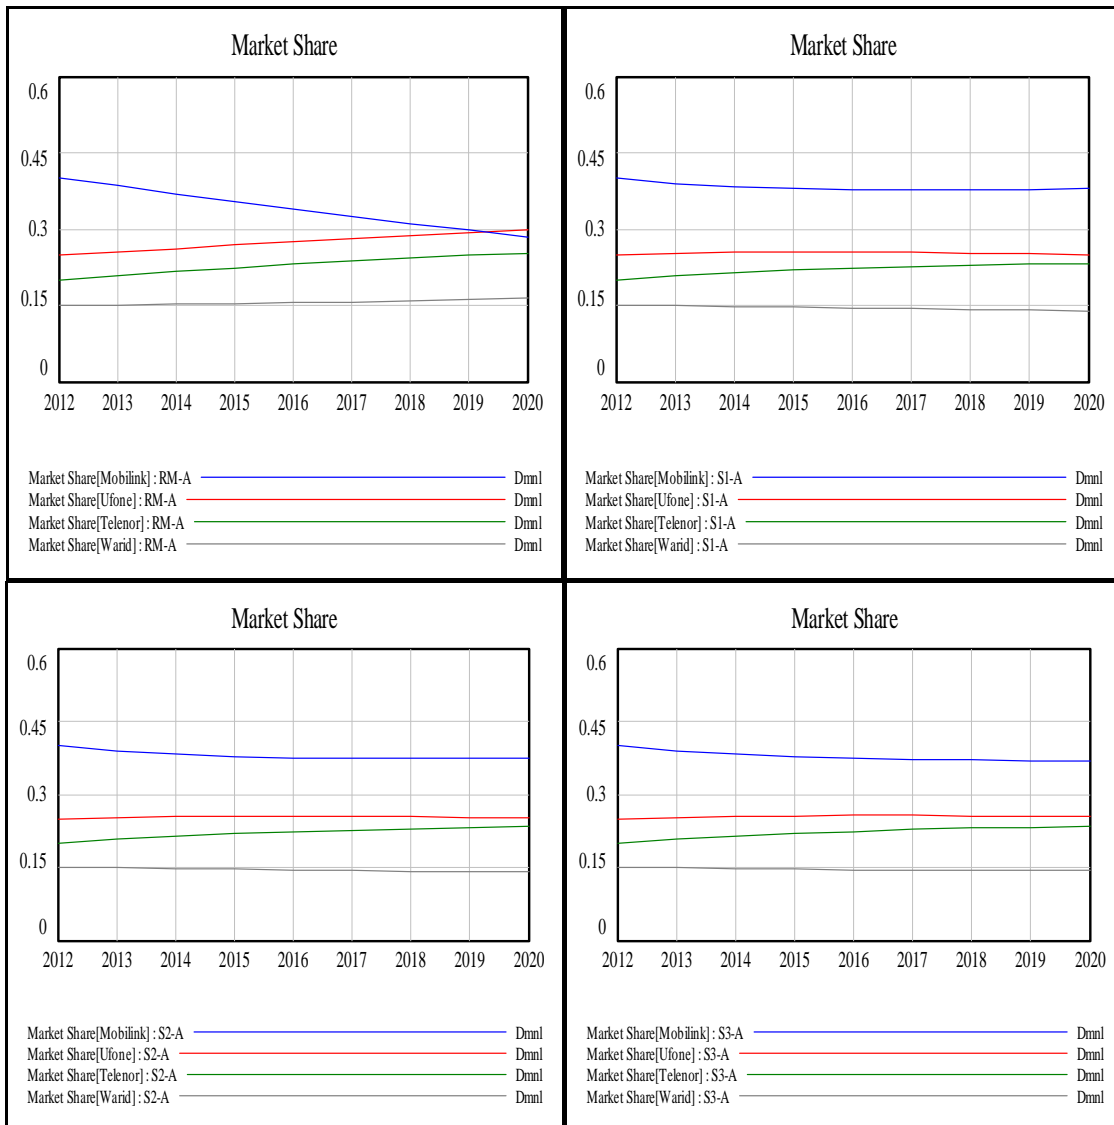 Market Share
0.6
0.45
0.3
0.15
0
2012 2013 2014 2015 2016 2017 2018 2019 2020
Market Share[Mobilink] : RM-A Dmnl
Market Share[Ufone] : RM-A Dmnl
Market Share[Telenor] : RM-A Dmnl
Market Share[Warid] : RM-A Dmnl
Market Share
0.6
0.45
0.3
0.15
0
2012 2013 2014 2015 2016 2017 2018 2019 2020
Market Share[Mobilink] : S1-A Dmnl
Market Share[Ufone] : S1-A Dmnl
Market Share[Telenor] : S1-A Dmnl
Market Share[Warid] : S1-A Dmnl
Market Share
0.6
0.45
0.3
0.15
0
2012 2013 2014 2015 2016 2017 2018 2019 2020
Market Share[Mobilink] : S2-A Dmnl
Market Share[Ufone] : S2-A Dmnl
Market Share[Telenor] : S2-A Dmnl
Market Share[Warid] : S2-A Dmnl
Market Share
0.6
0.45
0.3
0.15
0
2012 2013 2014 2015 2016 2017 2018 2019 2020
Market Share[Mobilink] : S3-A Dmnl
Market Share[Ufone] : S3-A Dmnl
Market Share[Telenor] : S3-A Dmnl
Market Share[Warid] : S3-A Dmnl